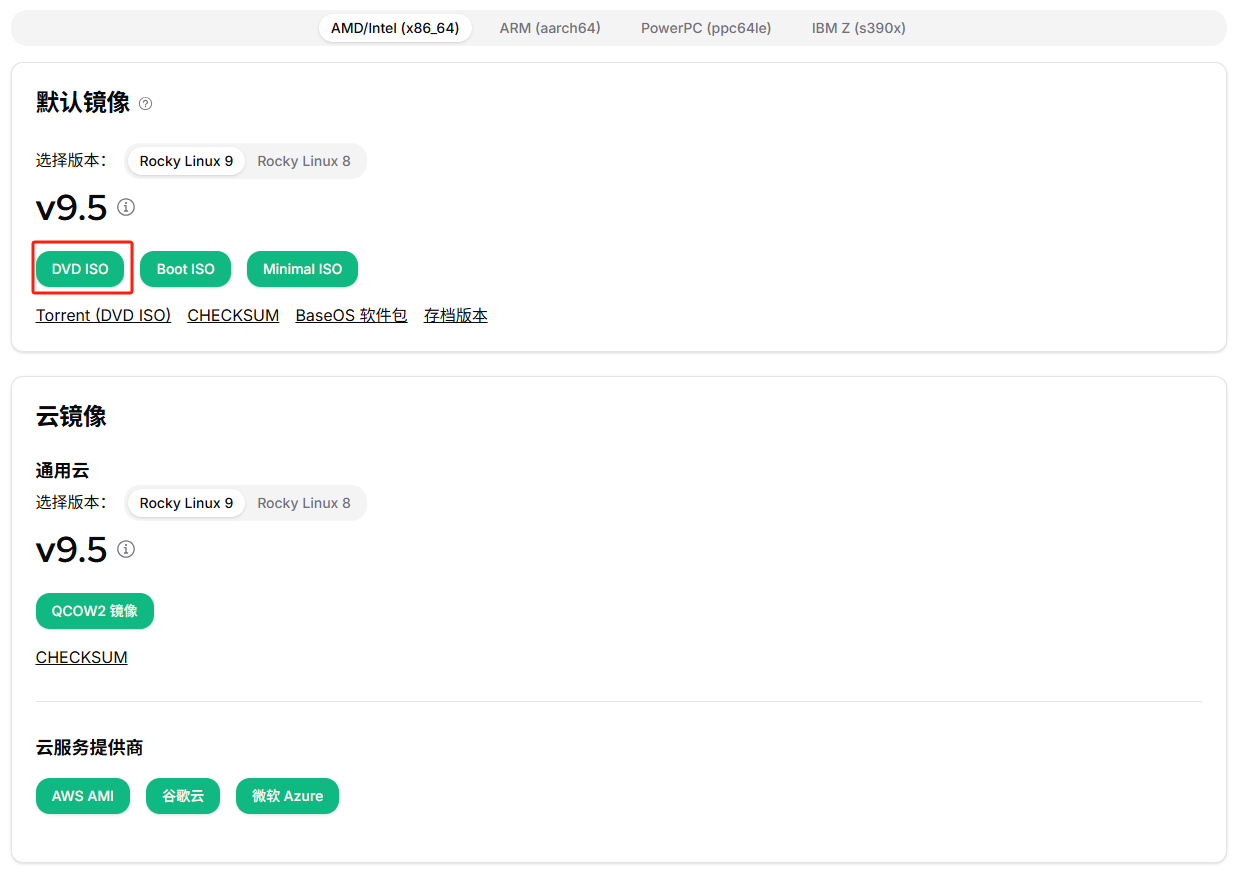 AMD/Intel (x86_64) ARM (aarch64) PowerPC (ppc64le) IBM Z (s390x)
默认镜像 ?
选择版本： Rocky Linux 9 Rocky Linux 8
v9.5 i
DVD ISO Boot ISO Minimal ISO
Torrent (DVD ISO) CHECKSUM BaseOS 软件包 存档版本
云镜像
通用云
选择版本： Rocky Linux 9 Rocky Linux 8
v9.5 i
QCOW2 镜像
CHECKSUM
云服务提供商
AWS AMI 谷歌云 微软 Azure